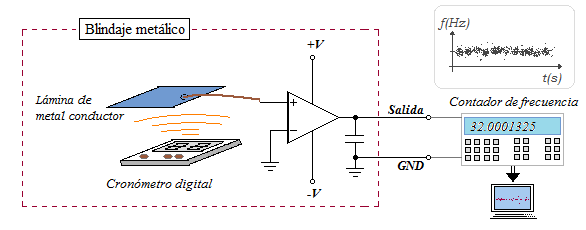 Blindaje metálico
f(Hz)
t(s)
+V
Lámina de
metal conductor
+
−
Salida
Contador de frecuencia
32.0001325
GND
Cronómetro digital
-V